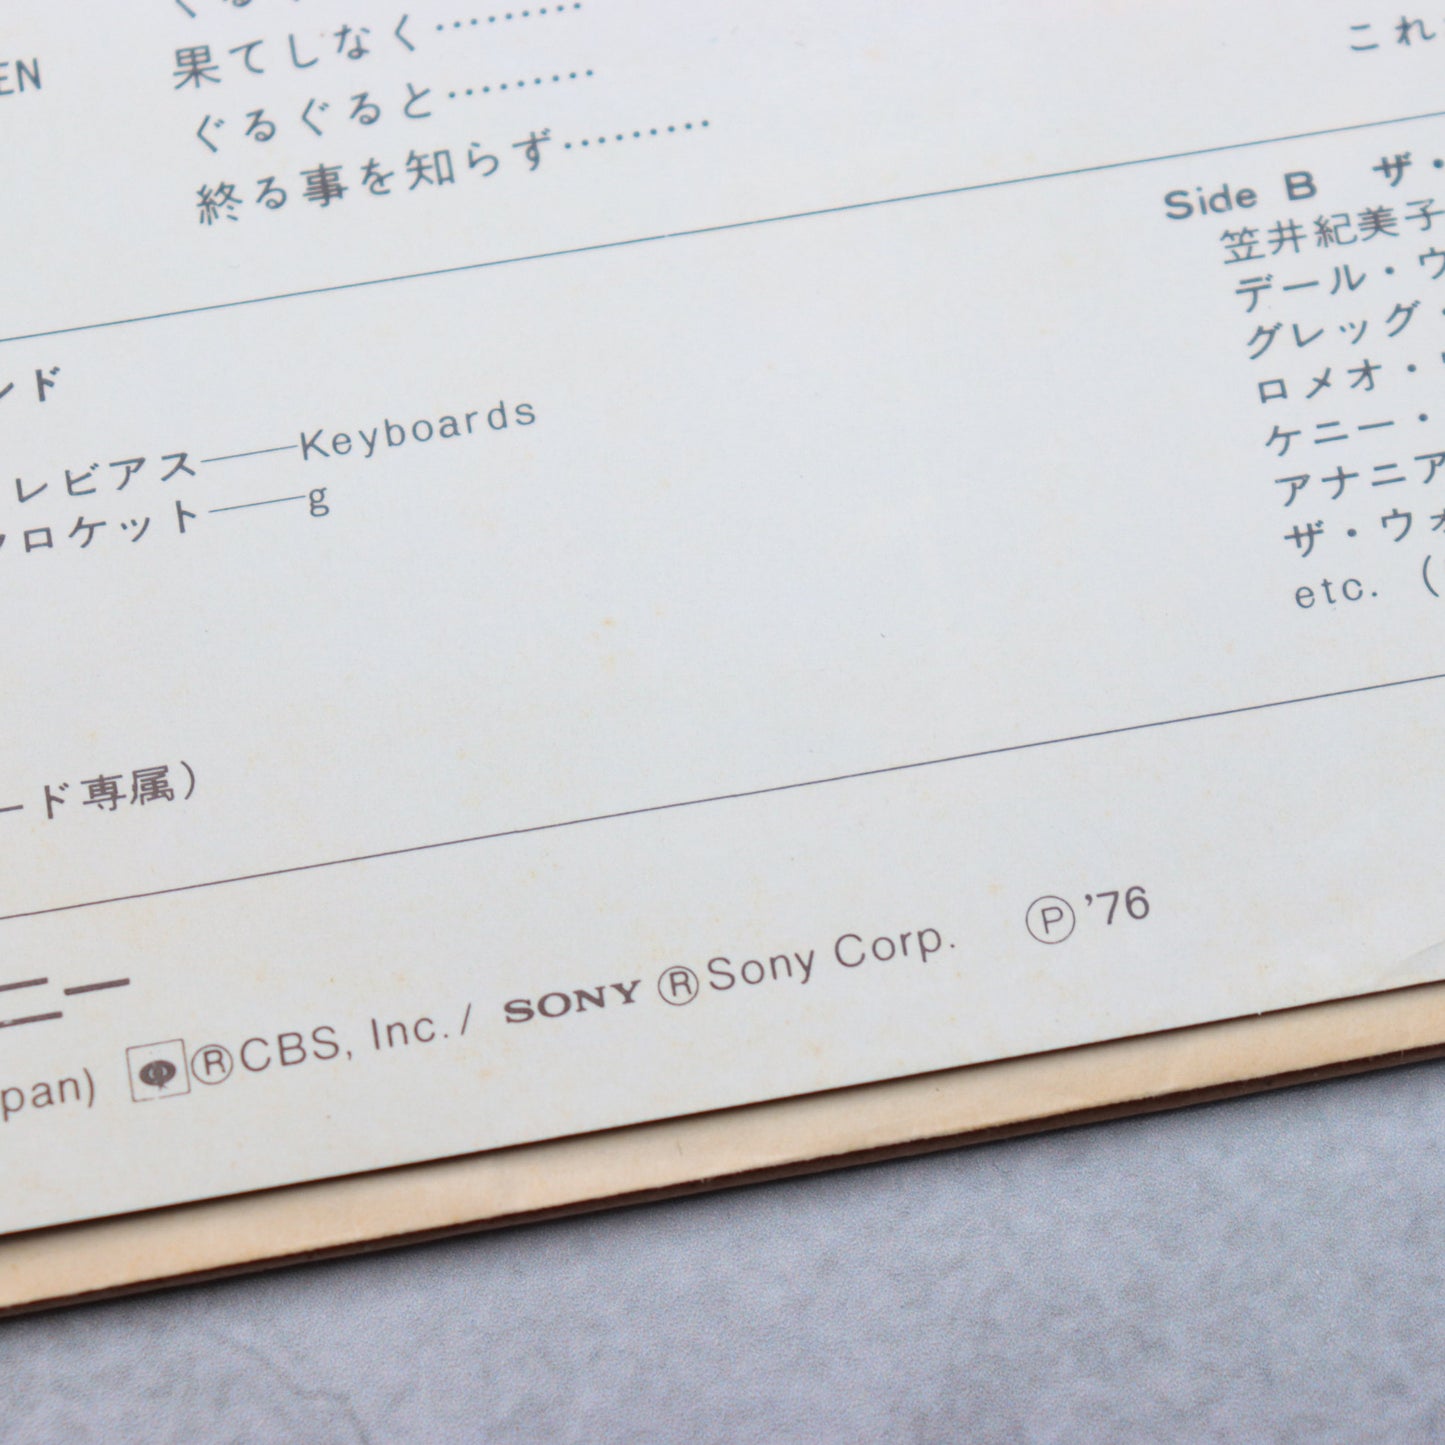 EN
果てしなく………
ぐるぐると………
終る事を知らず………
これ
Side B ザ・
笠井紀美子
デール・ウ
グレッグ・
ロメオ・
ケニー・
アナニア
ザ・ウォ
etc. (
ンド
レビアス——Keyboards
クロケット——g
ード専属)
ニー
pan) ®CBS, Inc./ SONY ®Sony Corp. Ⓟ'76